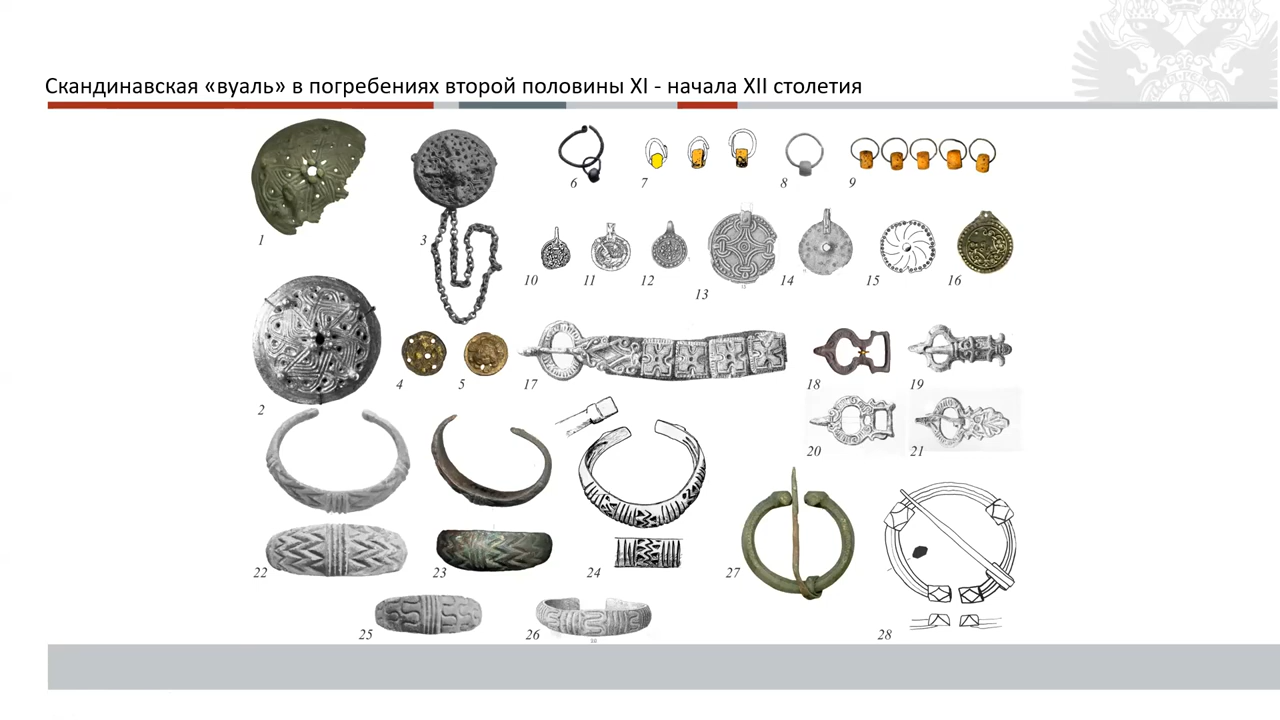 Скандинавская «вуаль» в погребениях второй половины XI - начала XII столетия
6 7 8 9
1 3
10 11 12 13 14 15 16
4 5 17 18 19
2
20 21
22 23 24 27
25 26 28